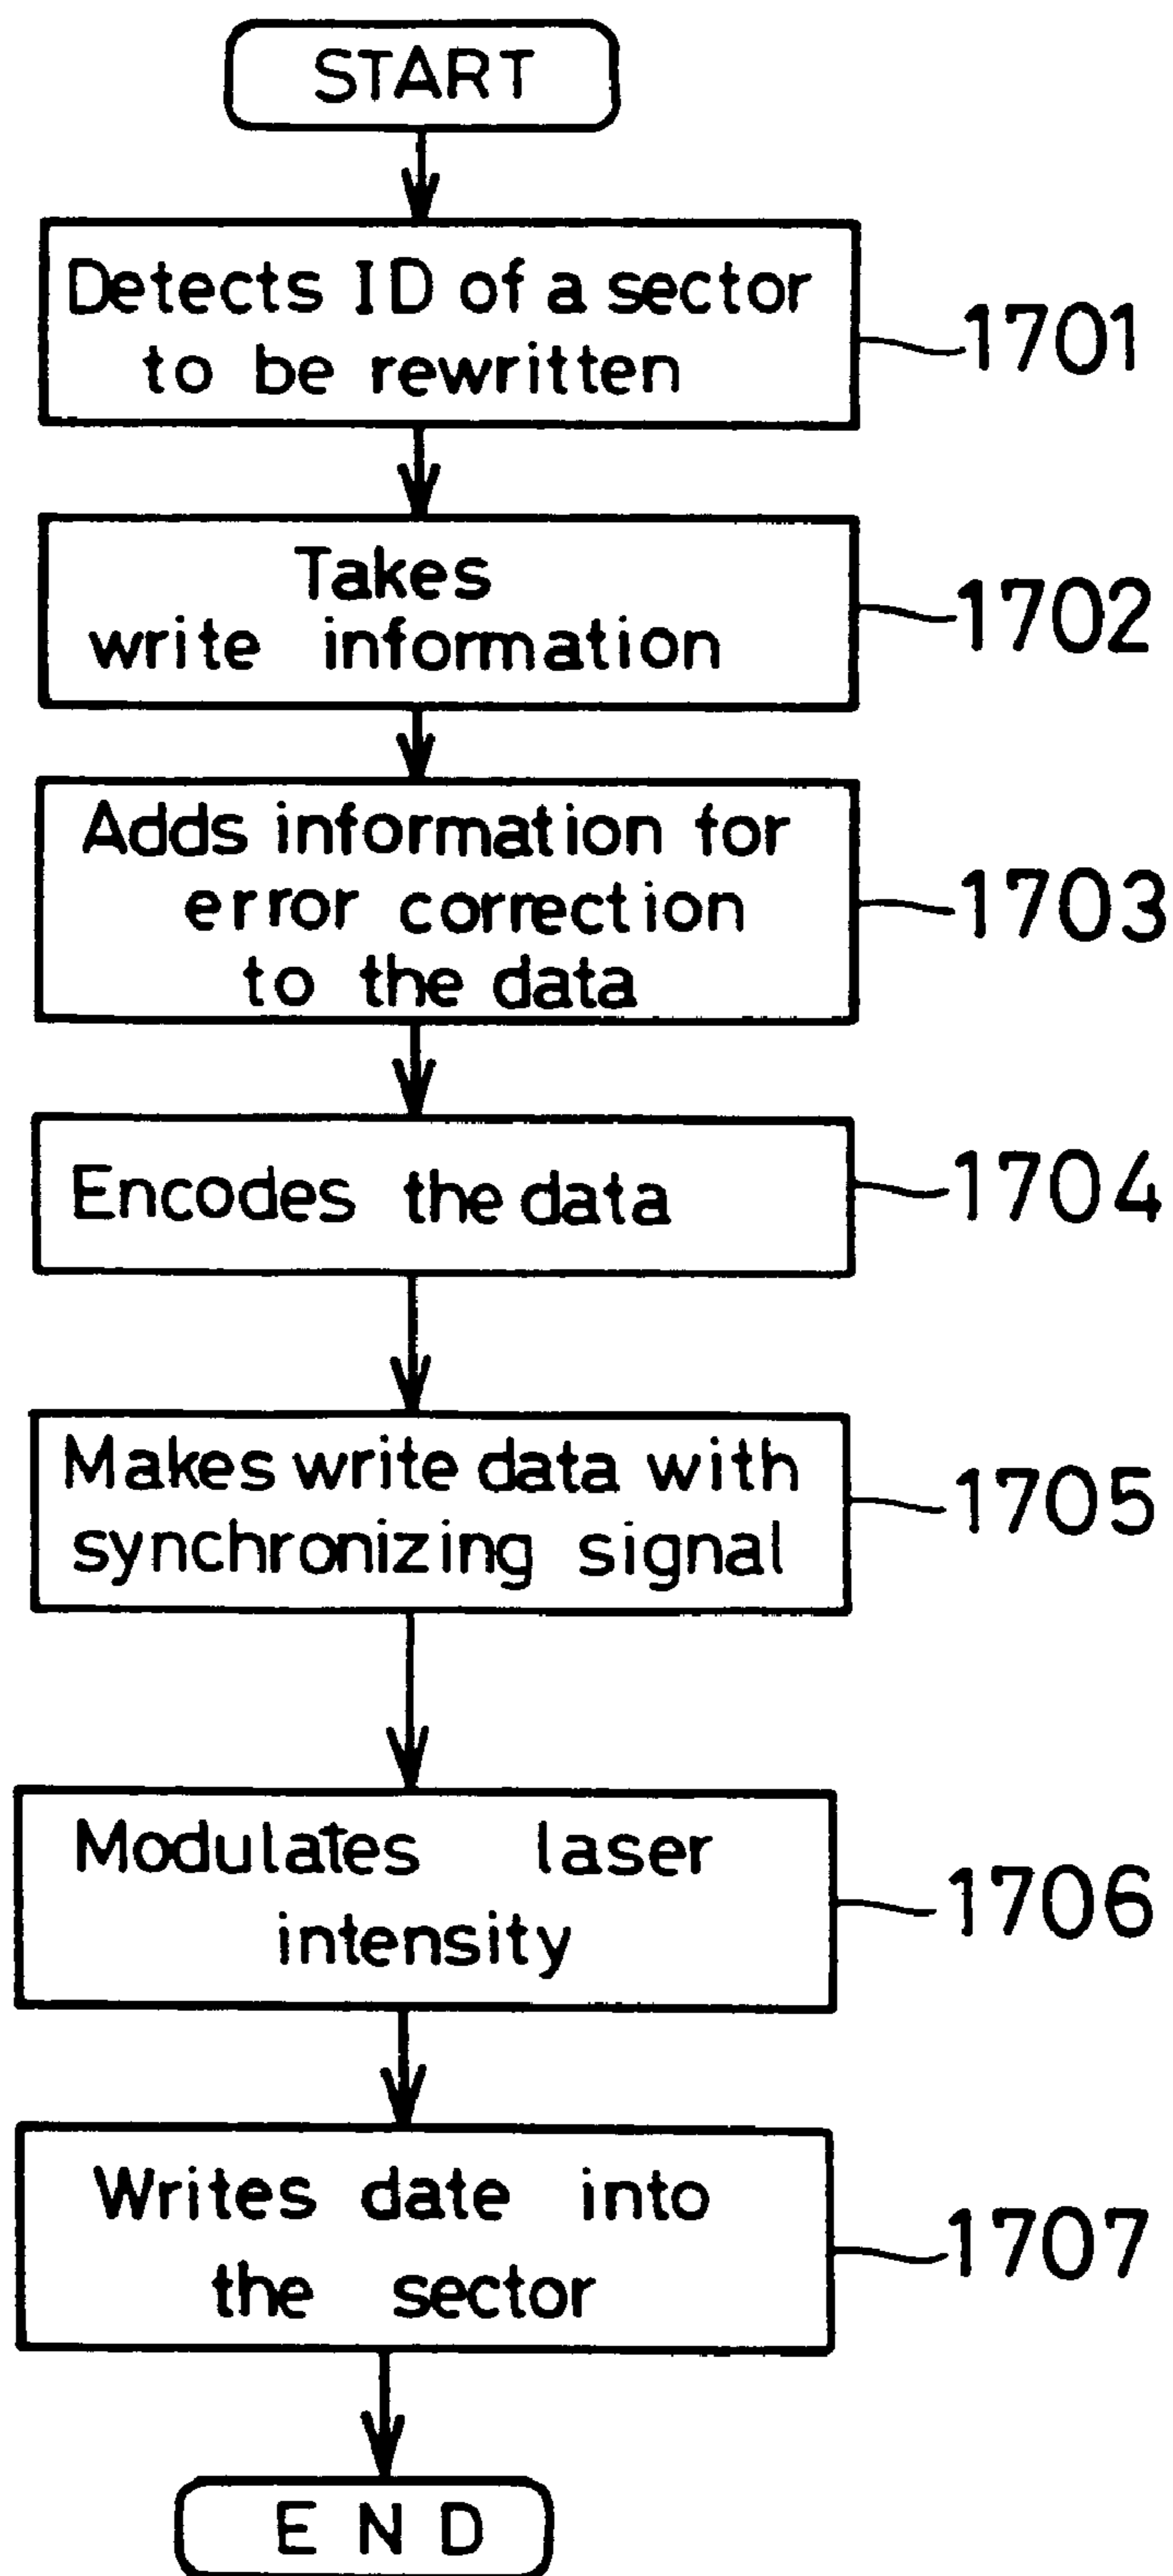 START
Detects ID of a sector
to be rewritten
1701
Takes
write information
1702
Adds information for
error correction
to the data
1703
Encodes the data
1704
Makes write data with
synchronizing signal
1705
Modulates laser
intensity
1706
Writes date into
the sector
1707
END